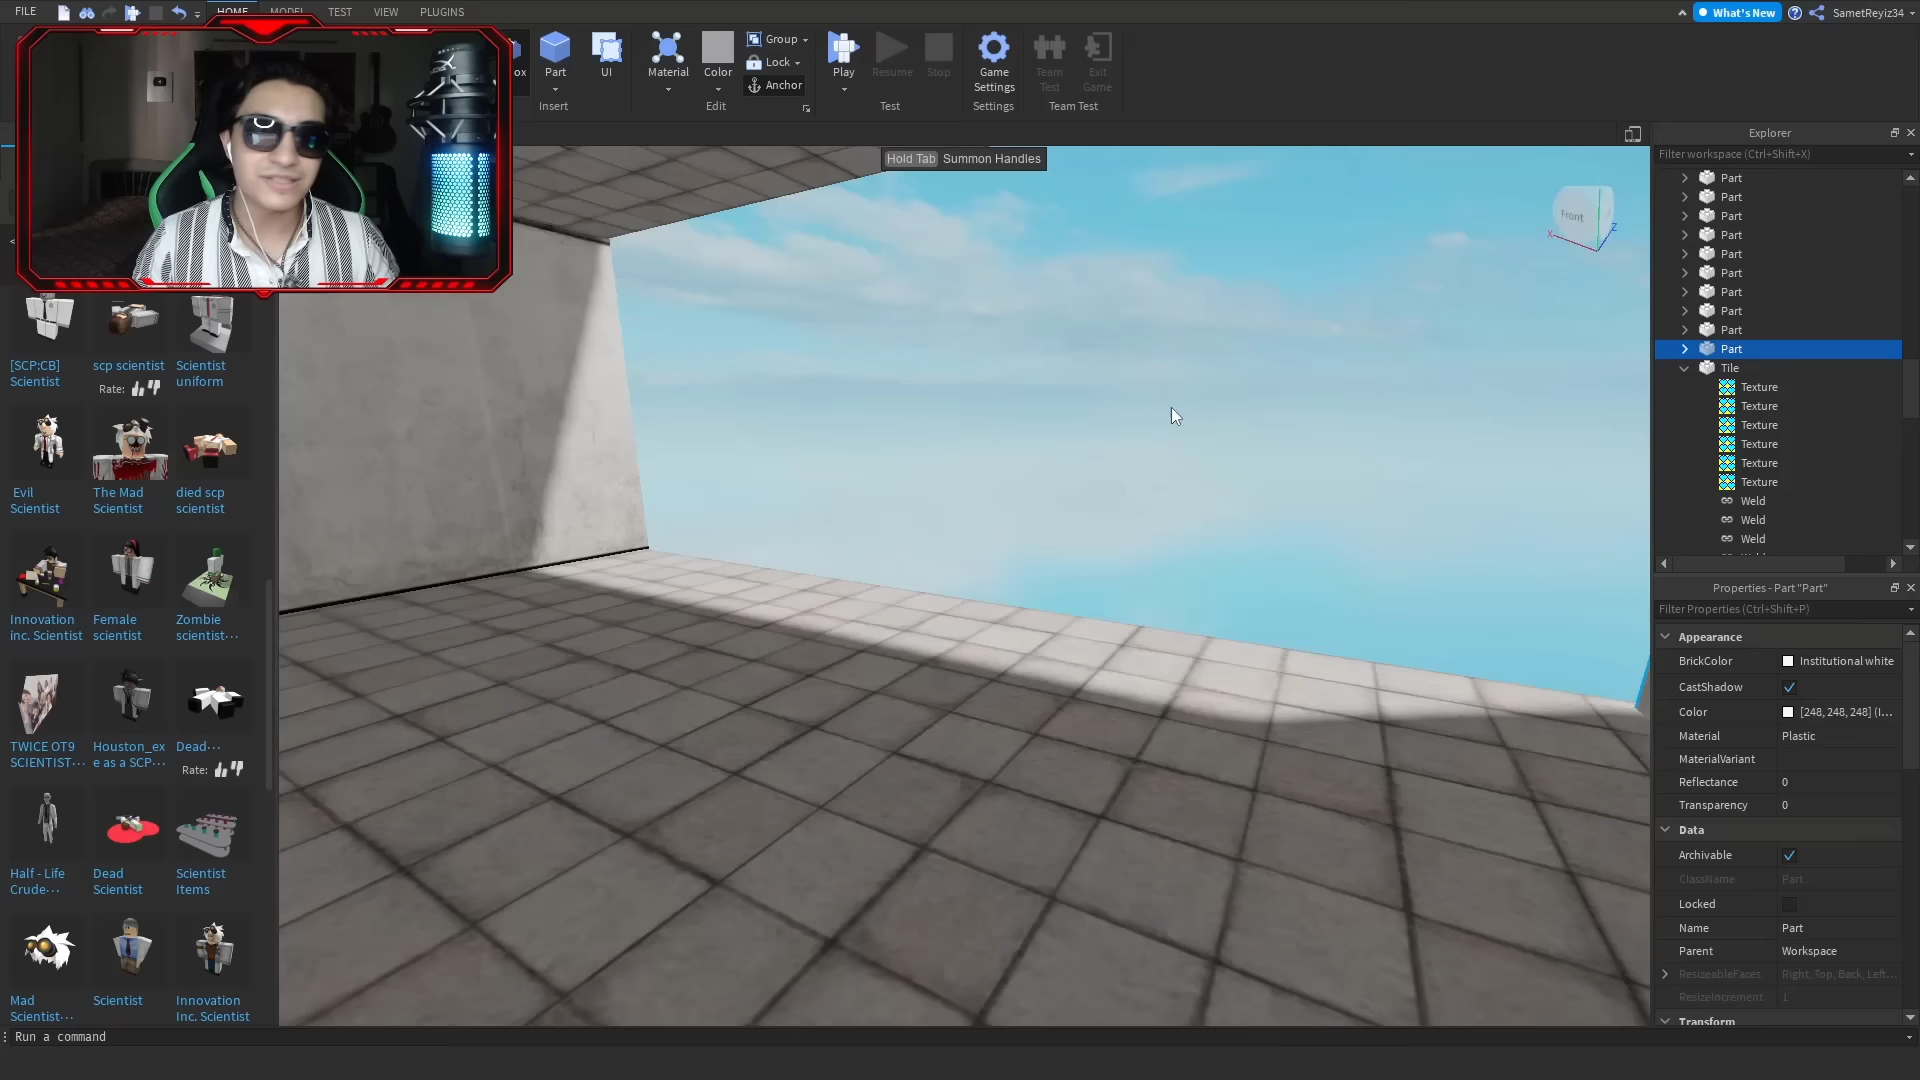 FILE
HOME
MODEL
TEST
VIEW
PLUGINS
What's New
SametReyiz34
Part
UI
Material
Color
Group
Lock
Anchor
Play
Resume
Stop
Game
Settings
Team
Test
Exit
Game
Insert
Edit
Test
Settings
Team Test
Hold Tab Summon Handles
Front
X
Z
[SCP:CB]
Scientist
scp scientist
Rate:
Scientist
uniform
Evil
Scientist
The Mad
Scientist
died scp
scientist
Innovation
inc. Scientist
Female
scientist
Zombie
scientist...
TWICE OT9
SCIENTIST...
Houston_ex
e as a SCP...
Dead...
Rate:
Half - Life
Crude...
Dead
Scientist
Scientist
Items
Mad
Scientist...
Scientist
Innovation
Inc. Scientist
Run a command
Explorer
Filter workspace (Ctrl+Shift+X)
Part
Part
Part
Part
Part
Part
Part
Part
Part
Part
Tile
Texture
Texture
Texture
Texture
Texture
Texture
Weld
Weld
Weld
Properties - Part "Part"
Filter Properties (Ctrl+Shift+P)
Appearance
BrickColor Institutional white
CastShadow
Color [248, 248, 248] (I...
Material Plastic
MaterialVariant
Reflectance 0
Transparency 0
Data
Archivable
ClassName Part
Locked
Name Part
Parent Workspace
ResizeableFaces Right, Top, Back, Left...
ResizeIncrement 1
Transform